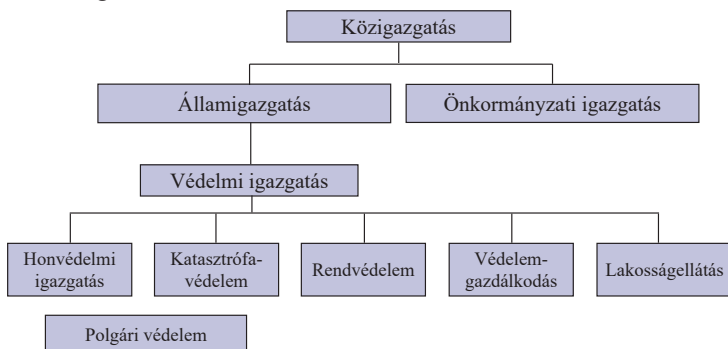 Közigazgatás
Államigazgatás
Önkormányzati igazgatás
Védelmi igazgatás
Honvédelmi
igazgatás
Katasztrófa-
védelem
Rendvédelem
Védelem-
gazdálkodás
Lakosságellátás
Polgári védelem